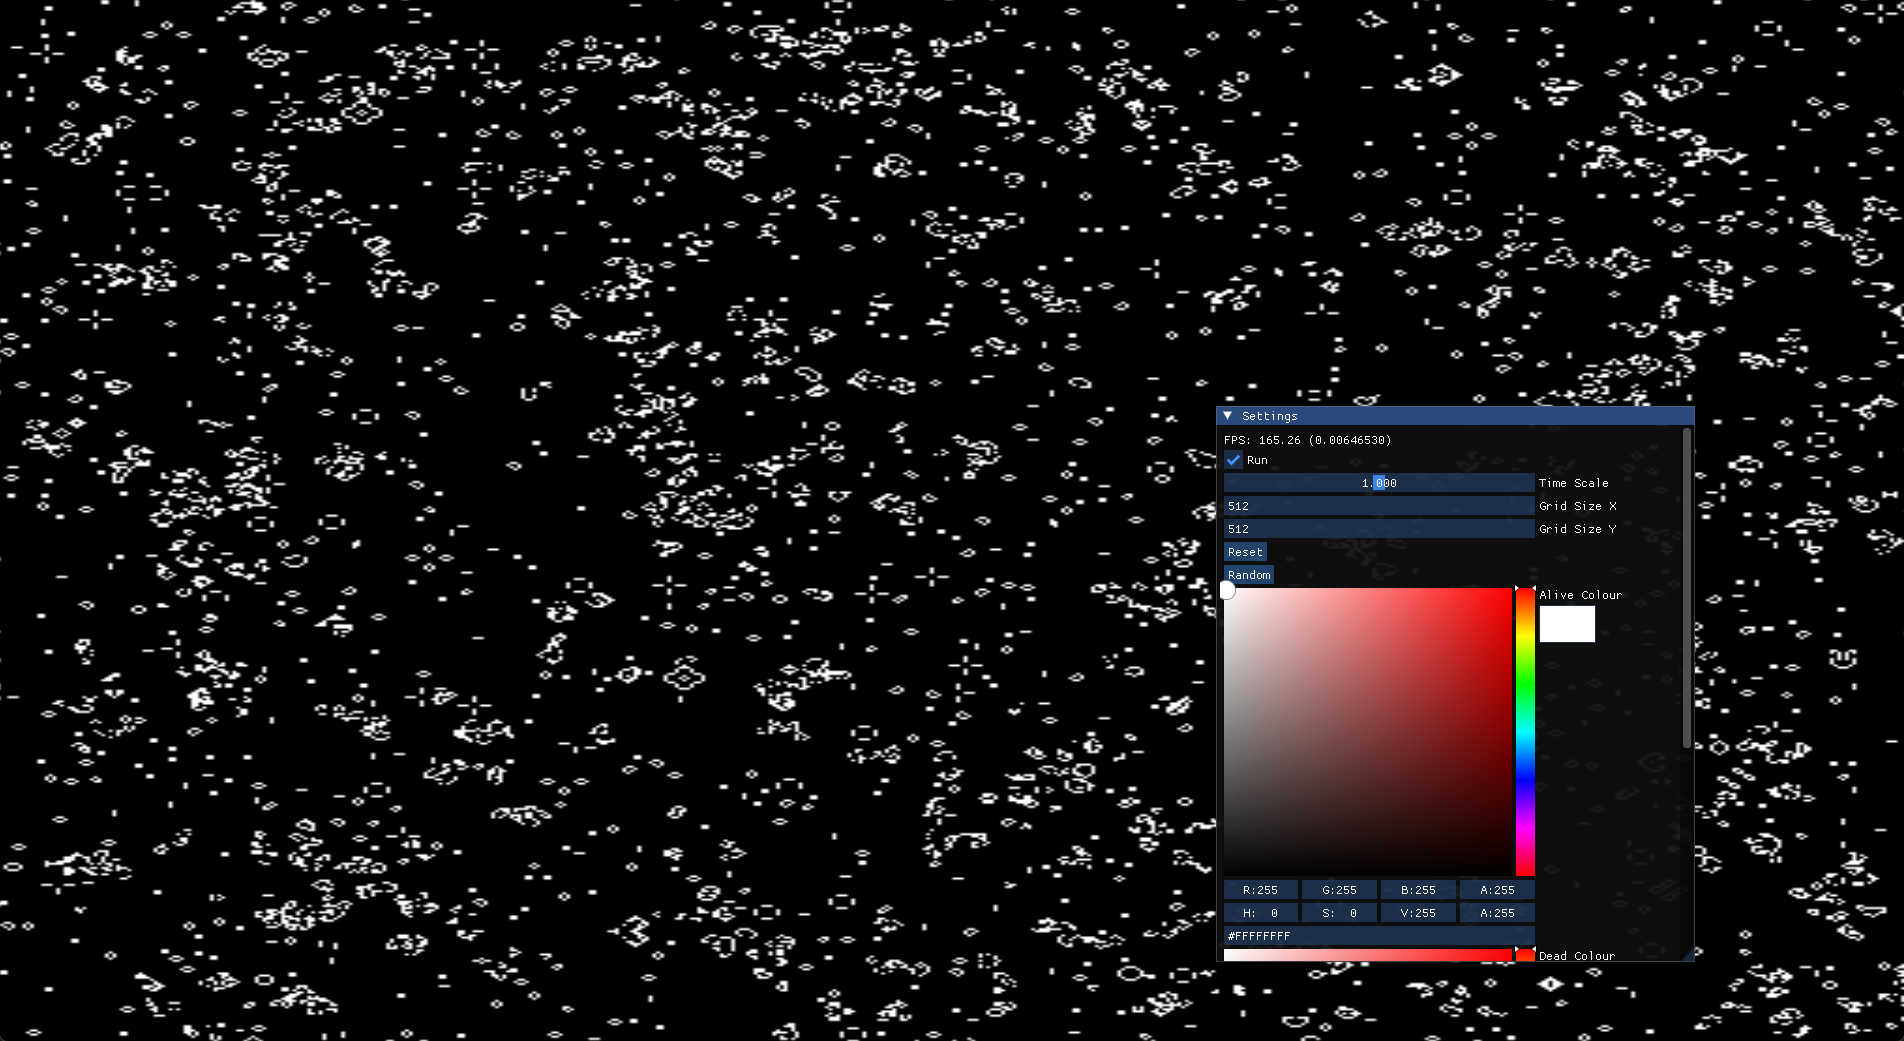 Settings
FPS: 165.26 (0.00646530)
Run
1.000 Time Scale
512 Grid Size X
512 Grid Size Y
Reset
Random
Alive Colour
R:255 G:255 B:255 A:255
H: 0 S: 0 V:255 A:255
#FFFFFFFF
Dead Colour